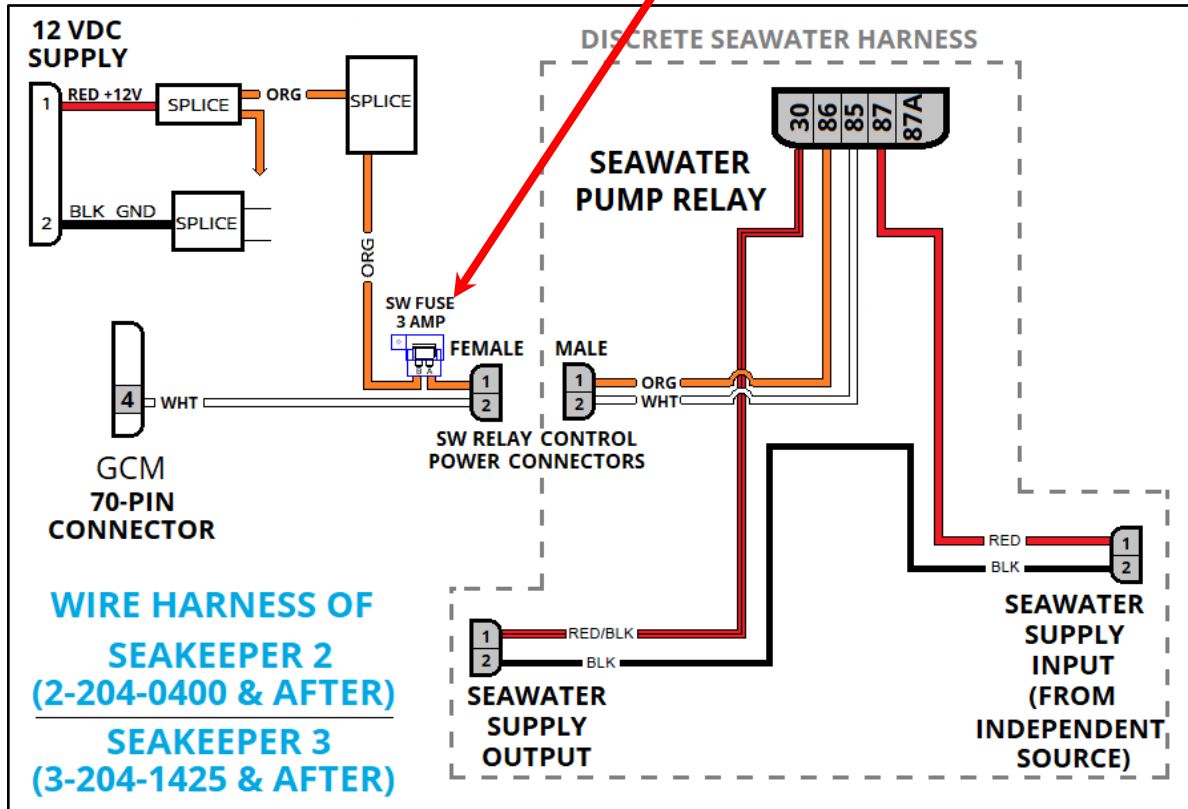 12 VDC
SUPPLY
DISCRETE SEAWATER HARNESS
1
RED +12V
SPLICE
ORG
SPLICE
30
86
85
87
87A
SEAWATER
PUMP RELAY
2
BLK GND
SPLICE
ORG
SW FUSE
3 AMP
B A
FEMALE
MALE
1
2
1
2
ORG
WHT
4
WHT
SW RELAY CONTROL
POWER CONNECTORS
GCM
70-PIN
CONNECTOR
RED
BLK
1
2
WIRE HARNESS OF
SEAKEEPER 2
(2-204-0400 & AFTER)
SEAKEEPER 3
(3-204-1425 & AFTER)
1
2
RED/BLK
BLK
SEAWATER
SUPPLY
OUTPUT
SEAWATER
SUPPLY
INPUT
(FROM
INDEPENDENT
SOURCE)